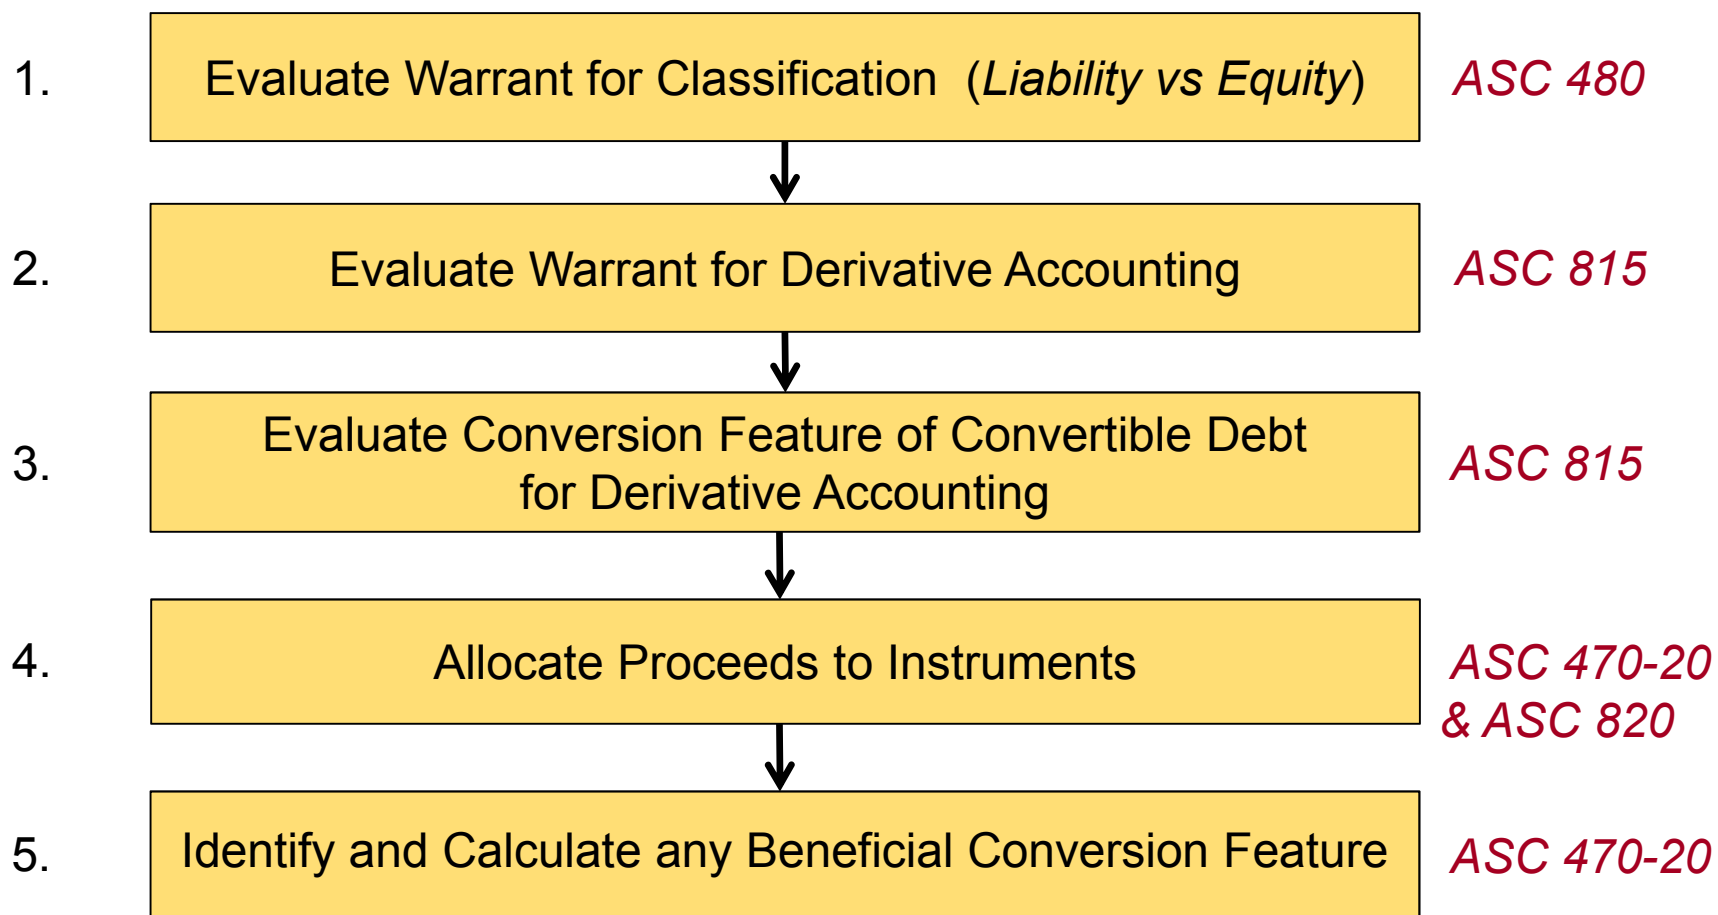 1. Evaluate Warrant for Classification (Liability vs Equity) ASC 480
2. Evaluate Warrant for Derivative Accounting ASC 815
3. Evaluate Conversion Feature of Convertible Debt
for Derivative Accounting ASC 815
4. Allocate Proceeds to Instruments ASC 470-20
& ASC 820
5. Identify and Calculate any Beneficial Conversion Feature ASC 470-20